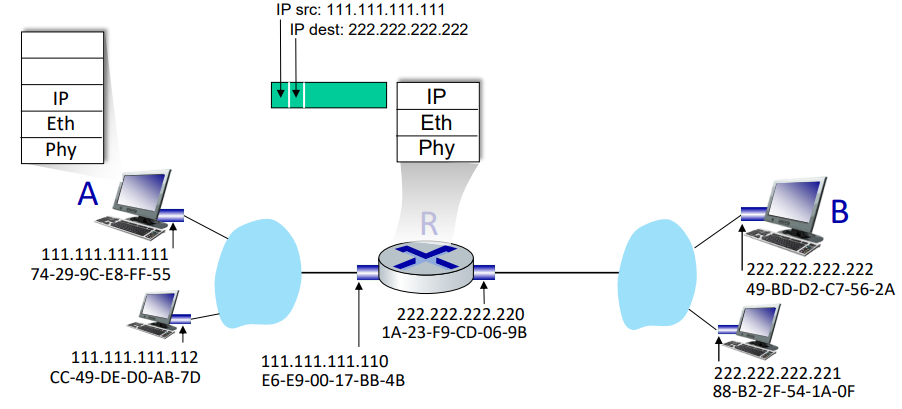 IP src: 111.111.111.111
IP dest: 222.222.222.222
IP
Eth
Phy
IP
Eth
Phy
A
R
B
111.111.111.111
74-29-9C-E8-FF-55
222.222.222.222
49-BD-D2-C7-56-2A
222.222.222.220
1A-23-F9-CD-06-9B
111.111.111.112
CC-49-DE-D0-AB-7D
111.111.111.110
E6-E9-00-17-BB-4B
222.222.222.221
88-B2-2F-54-1A-0F